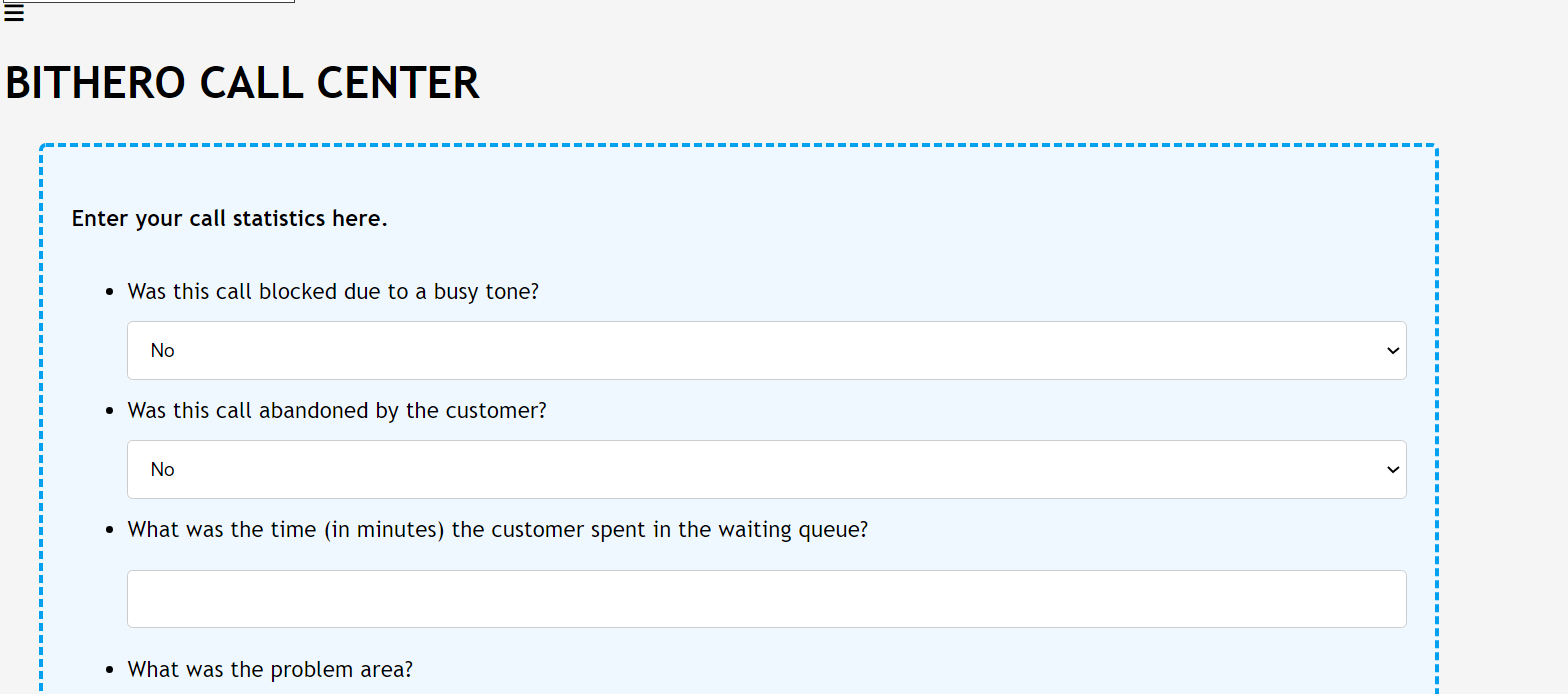 BITHERO CALL CENTER
Enter your call statistics here.
Was this call blocked due to a busy tone?
No
Was this call abandoned by the customer?
No
What was the time (in minutes) the customer spent in the waiting queue?
What was the problem area?